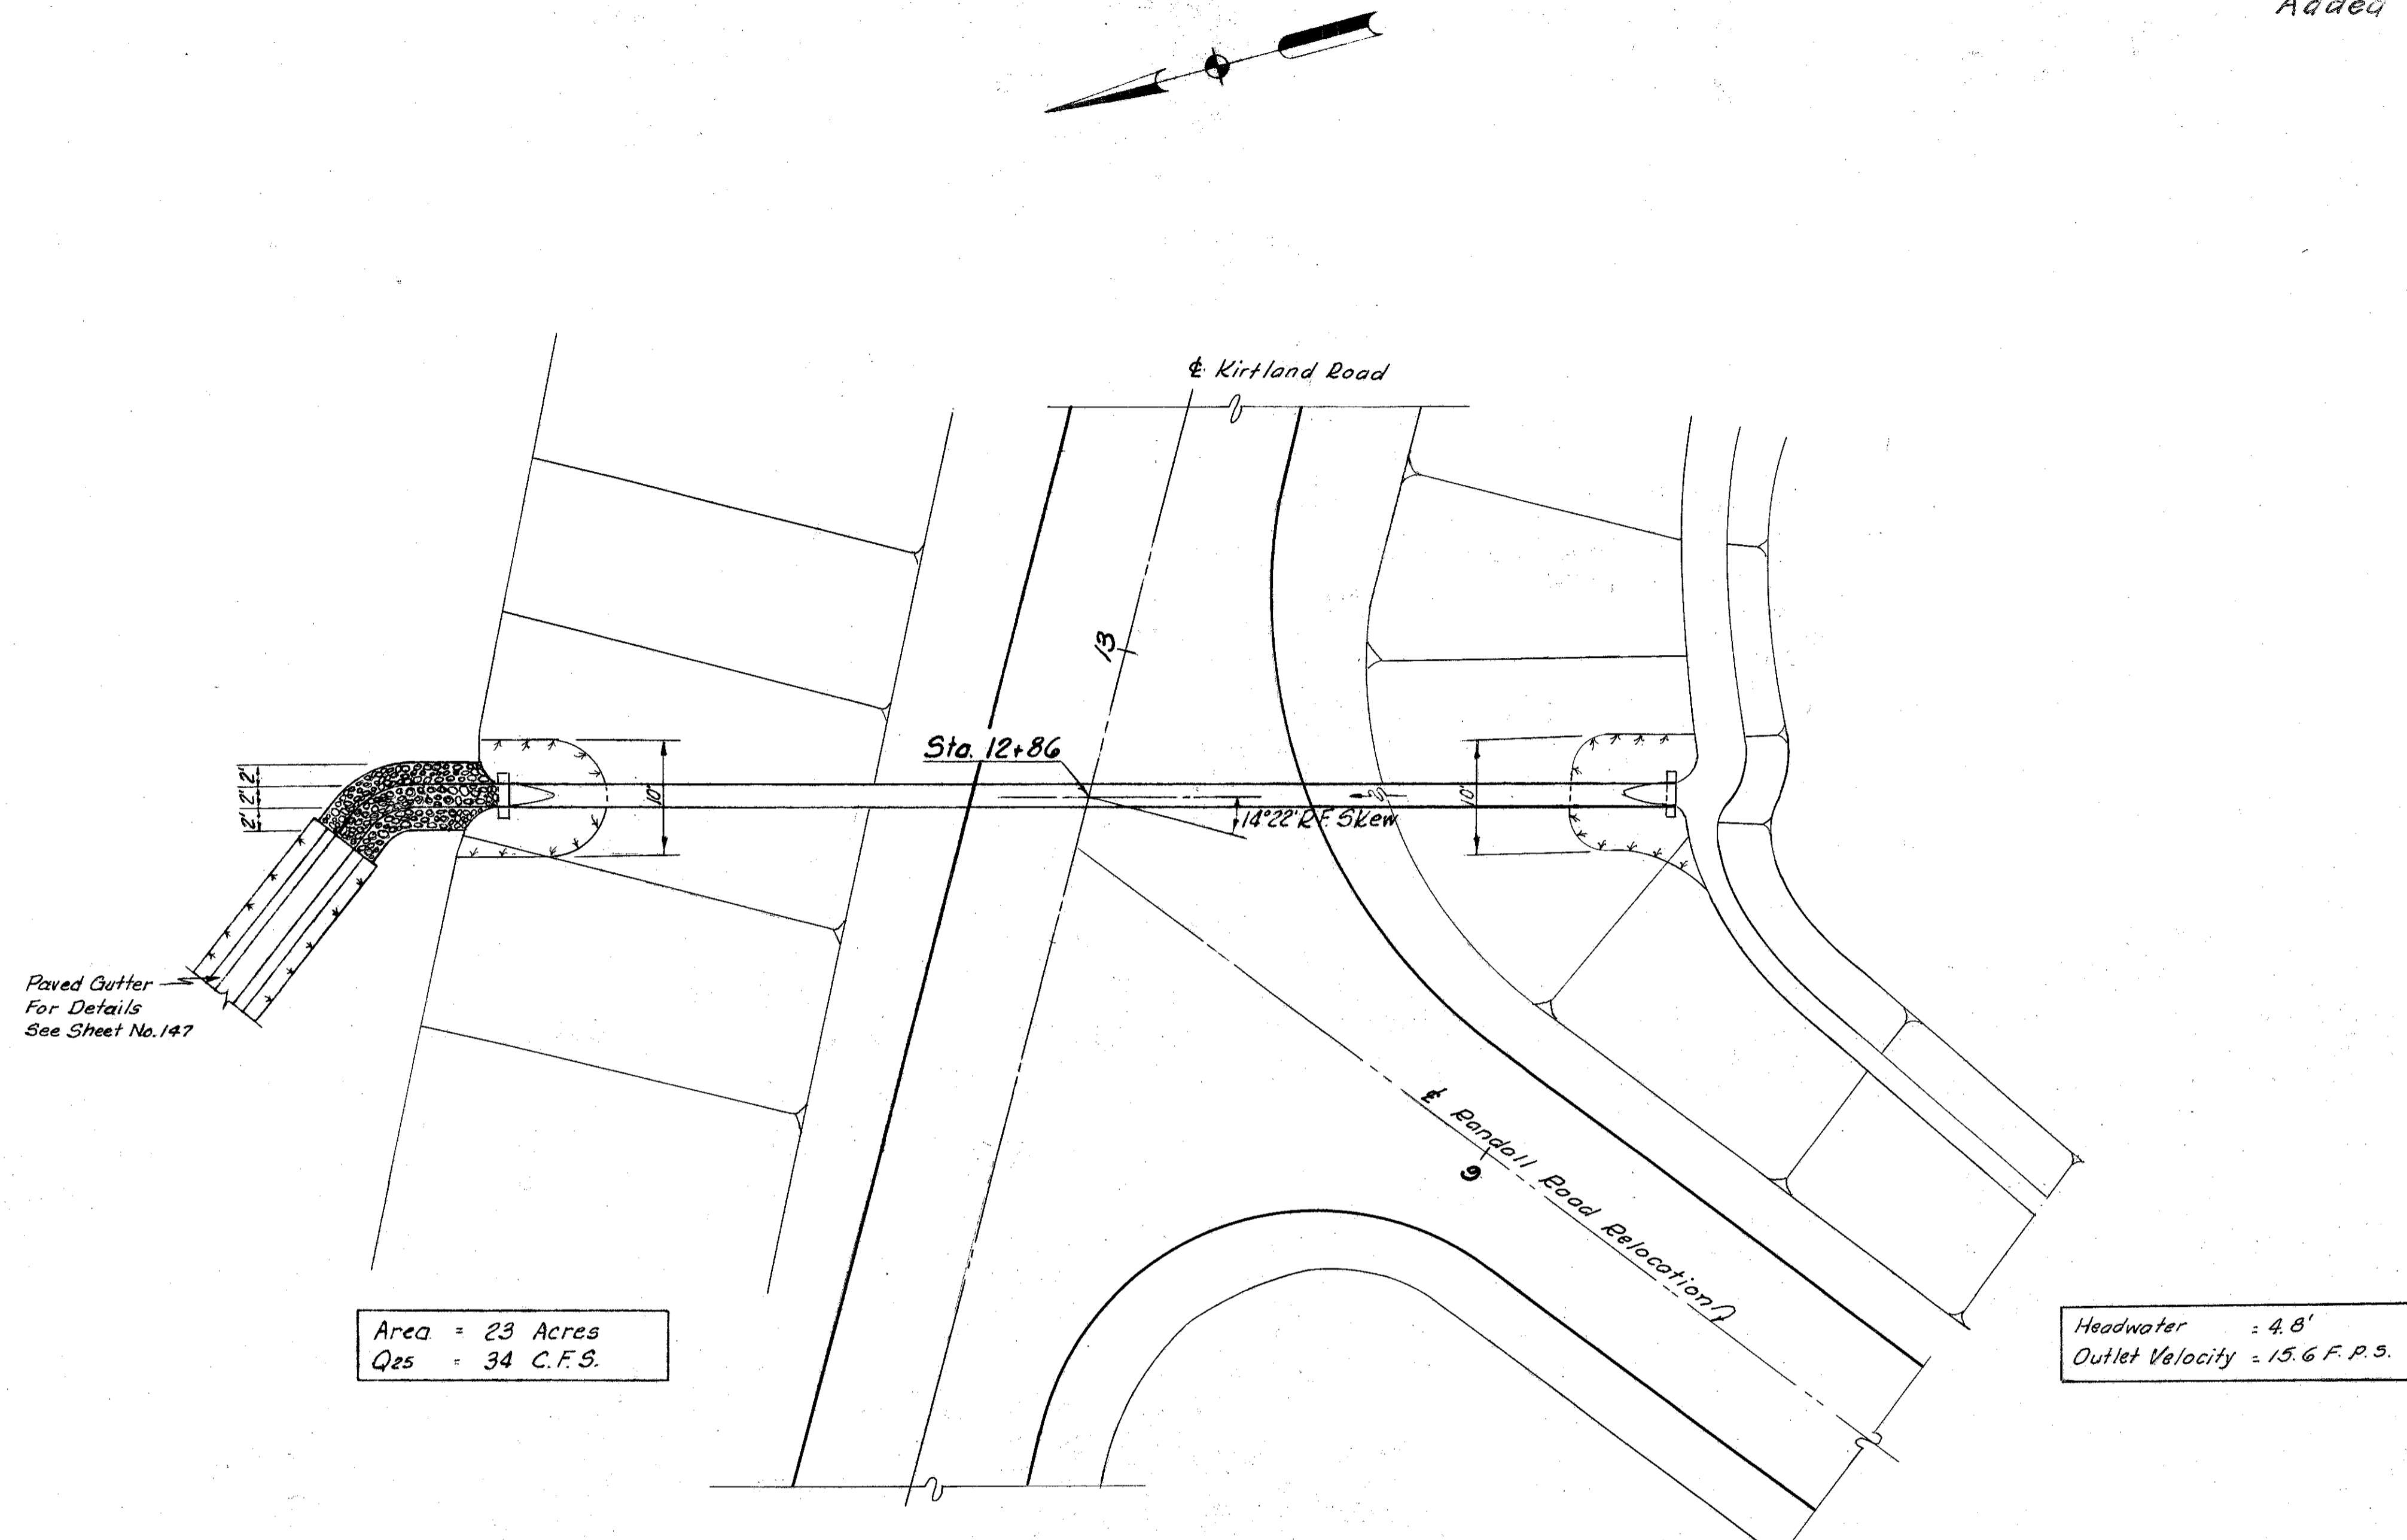 Added
℄ Kirtland Road
13
Sta. 12+86
2'
2'
2'
10'
10'
14°22' R.F. Skew
Paved Gutter
For Details
See Sheet No. 147
℄ Randall Road Relocation
9
Area = 23 Acres
Q25 = 34 C.F.S.
Headwater = 4.8'
Outlet Velocity = 15.6 F.P.S.